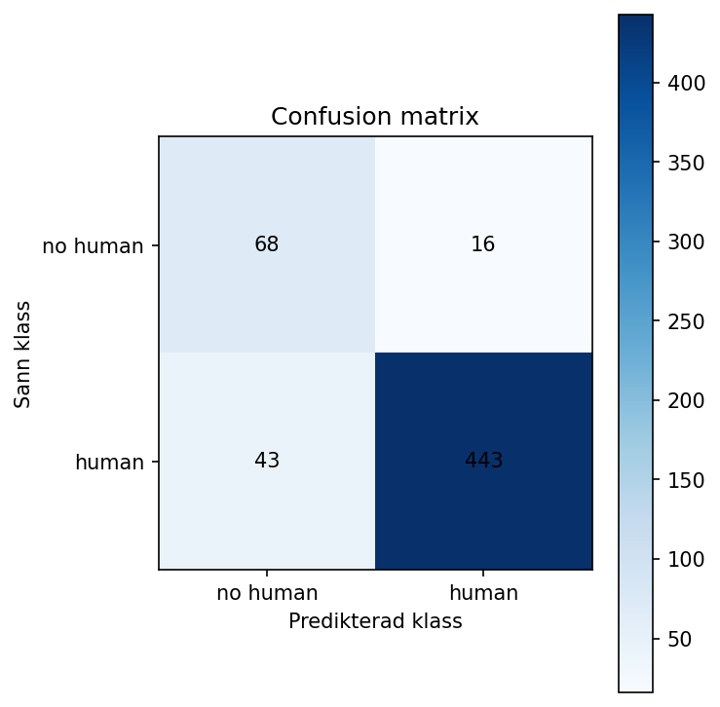 Confusion matrix
Sann klass
no human
68
16
human
43
443
no human
human
Predikterad klass
400
350
300
250
200
150
100
50